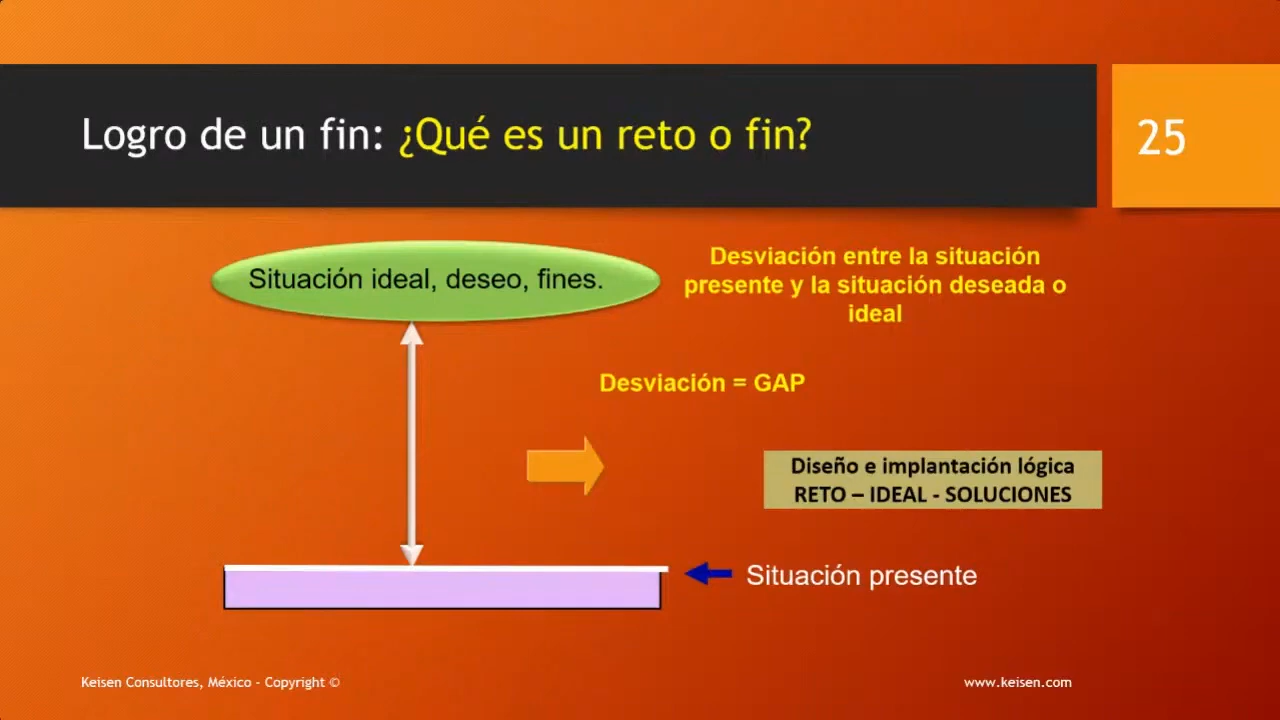 Logro de un fin: ¿Qué es un reto o fin?
25
Situación ideal, deseo, fines.
Desviación entre la situación
presente y la situación deseada o
ideal
Desviación = GAP
Diseño e implantación lógica
RETO – IDEAL - SOLUCIONES
Situación presente
Keisen Consultores, México - Copyright ©
www.keisen.com